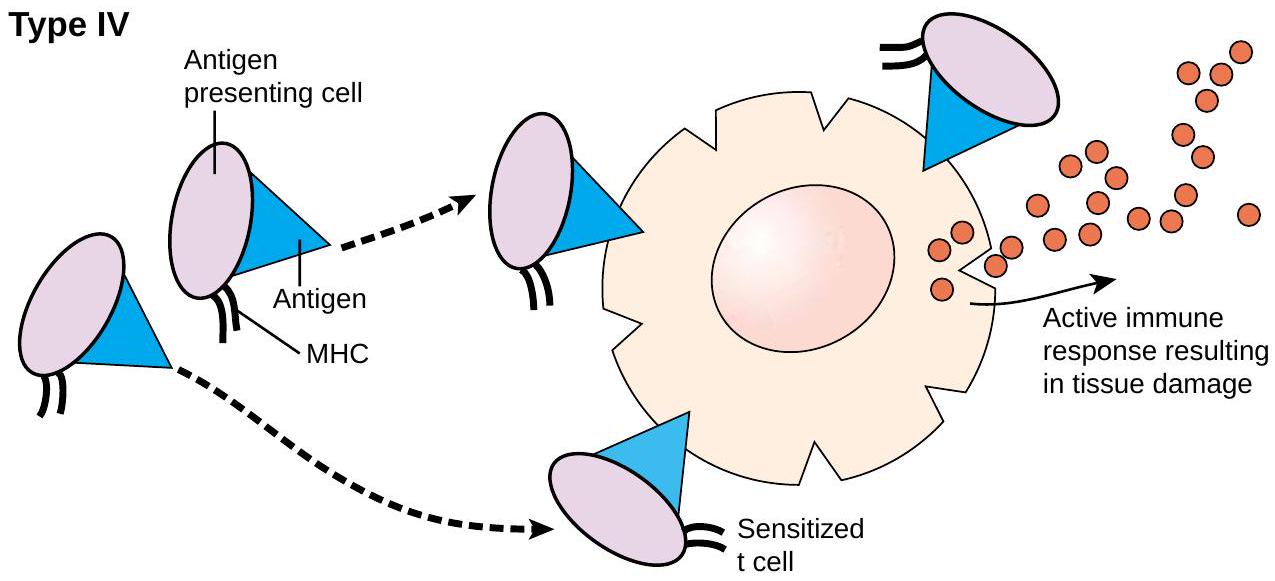 Type IV
Antigen
presenting cell
Antigen
MHC
Active immune
response resulting
in tissue damage
Sensitized
t cell